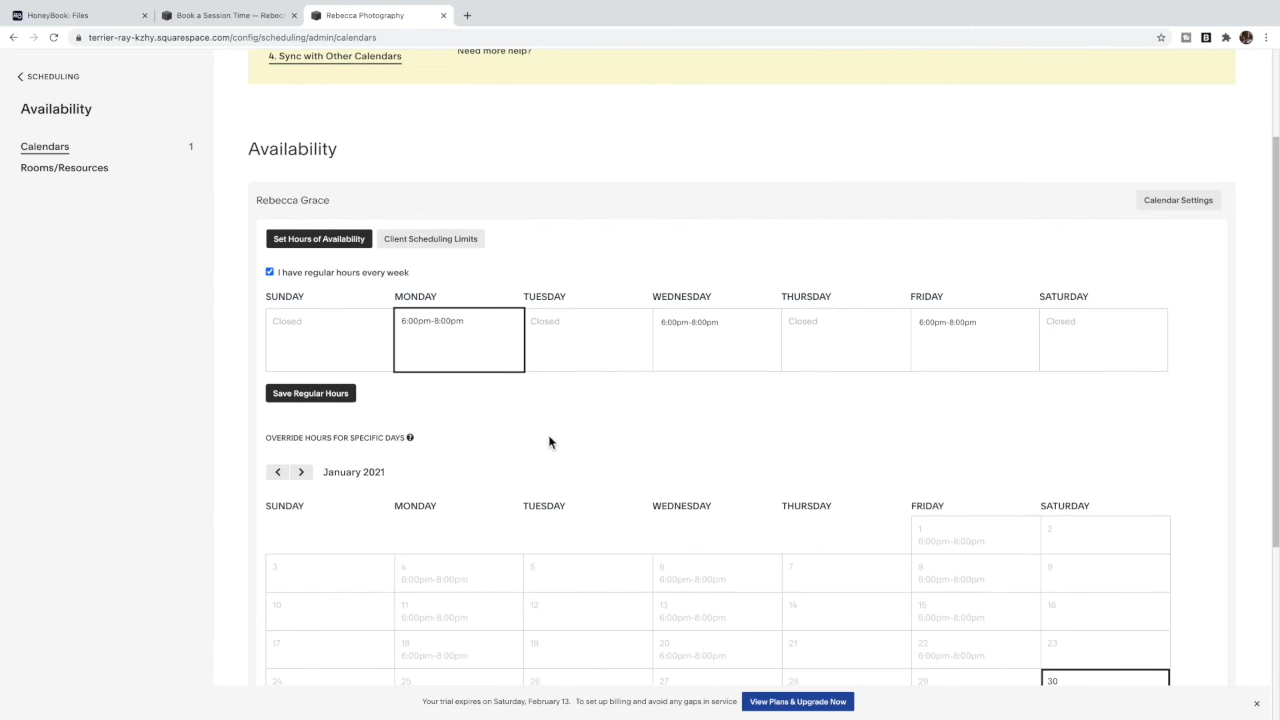 HoneyBook: Files
Book a Session Time — Rebecc
Rebecca Photography
terrier-ray-kzhy.squarespace.com/config/scheduling/admin/calendars
SCHEDULING
Availability
Calendars 1
Rooms/Resources
4. Sync with Other Calendars
Need more help?
Availability
Rebecca Grace
Calendar Settings
Set Hours of Availability
Client Scheduling Limits
I have regular hours every week
SUNDAY MONDAY TUESDAY WEDNESDAY THURSDAY FRIDAY SATURDAY
Closed 6:00pm-8:00pm Closed 6:00pm-8:00pm Closed 6:00pm-8:00pm Closed
Save Regular Hours
OVERRIDE HOURS FOR SPECIFIC DAYS ?
January 2021
SUNDAY MONDAY TUESDAY WEDNESDAY THURSDAY FRIDAY SATURDAY
1 2
6:00pm-8:00pm
3 4 5 6 7 8 9
6:00pm-8:00pm 6:00pm-8:00pm 6:00pm-8:00pm
10 11 12 13 14 15 16
6:00pm-8:00pm 6:00pm-8:00pm 6:00pm-8:00pm
17 18 19 20 21 22 23
6:00pm-8:00pm 6:00pm-8:00pm 6:00pm-8:00pm
24 25 26 27 28 29 30
Your trial expires on Saturday, February 13. To set up billing and avoid any gaps in service
View Plans & Upgrade Now